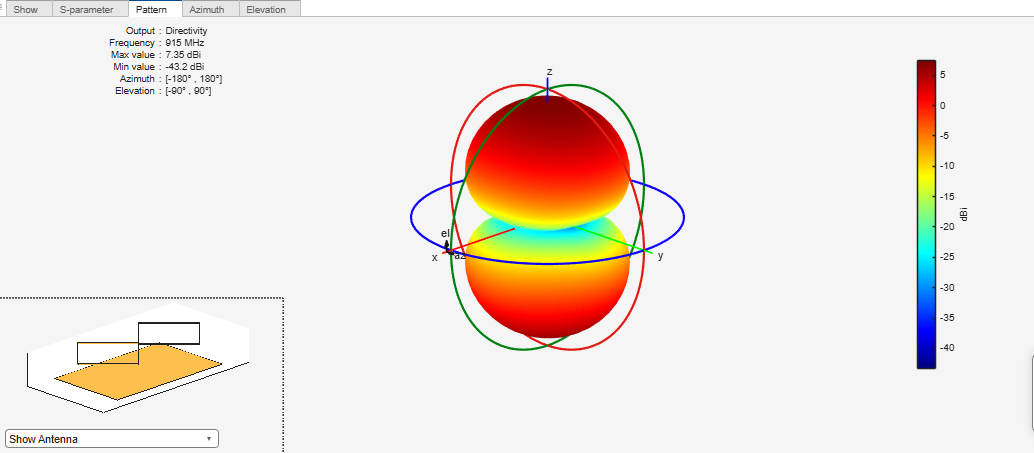 Show S-parameter Pattern Azimuth Elevation
Output : Directivity
Frequency : 915 MHz
Max value : 7.35 dBi
Min value : -43.2 dBi
Azimuth : [-180° , 180°]
Elevation : [-90° , 90°]
z
el
x
az
y
5
0
-5
-10
-15
-20
-25
-30
-35
-40
dBi
Show Antenna